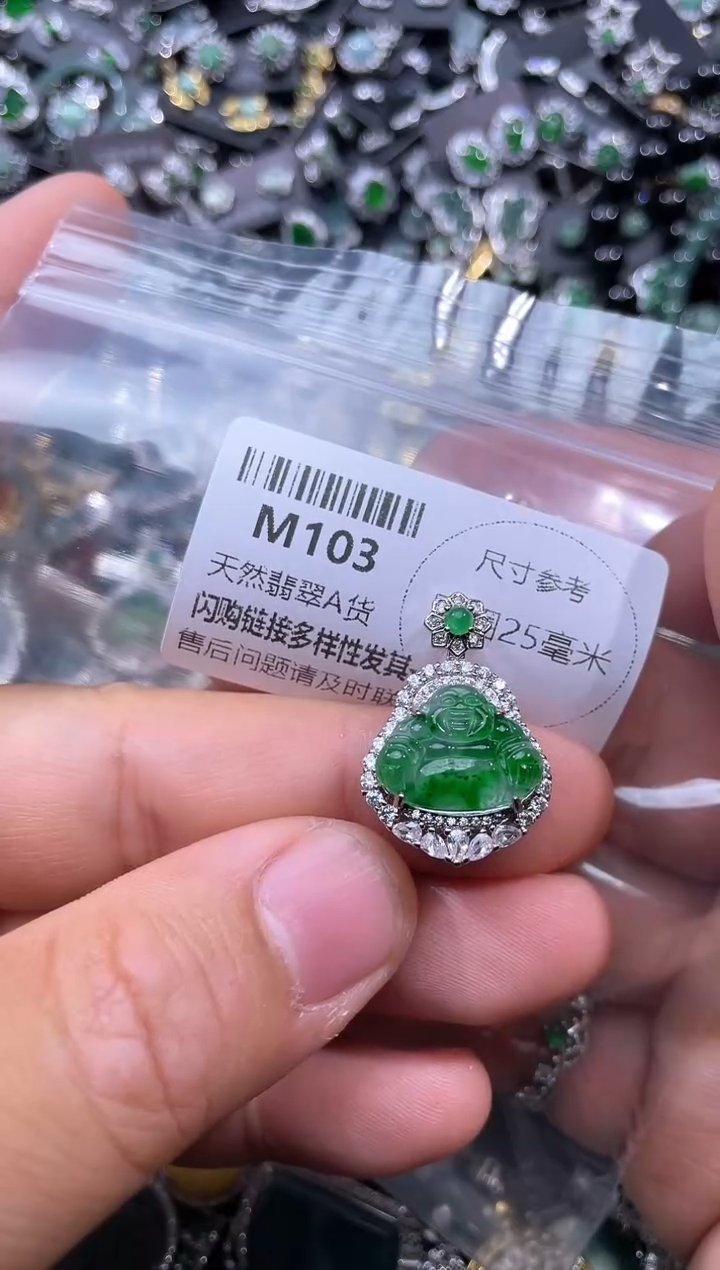 M103
天然翡翠A货
闪购链接多样性发其
售后问题请及时联
尺寸参考
25毫米